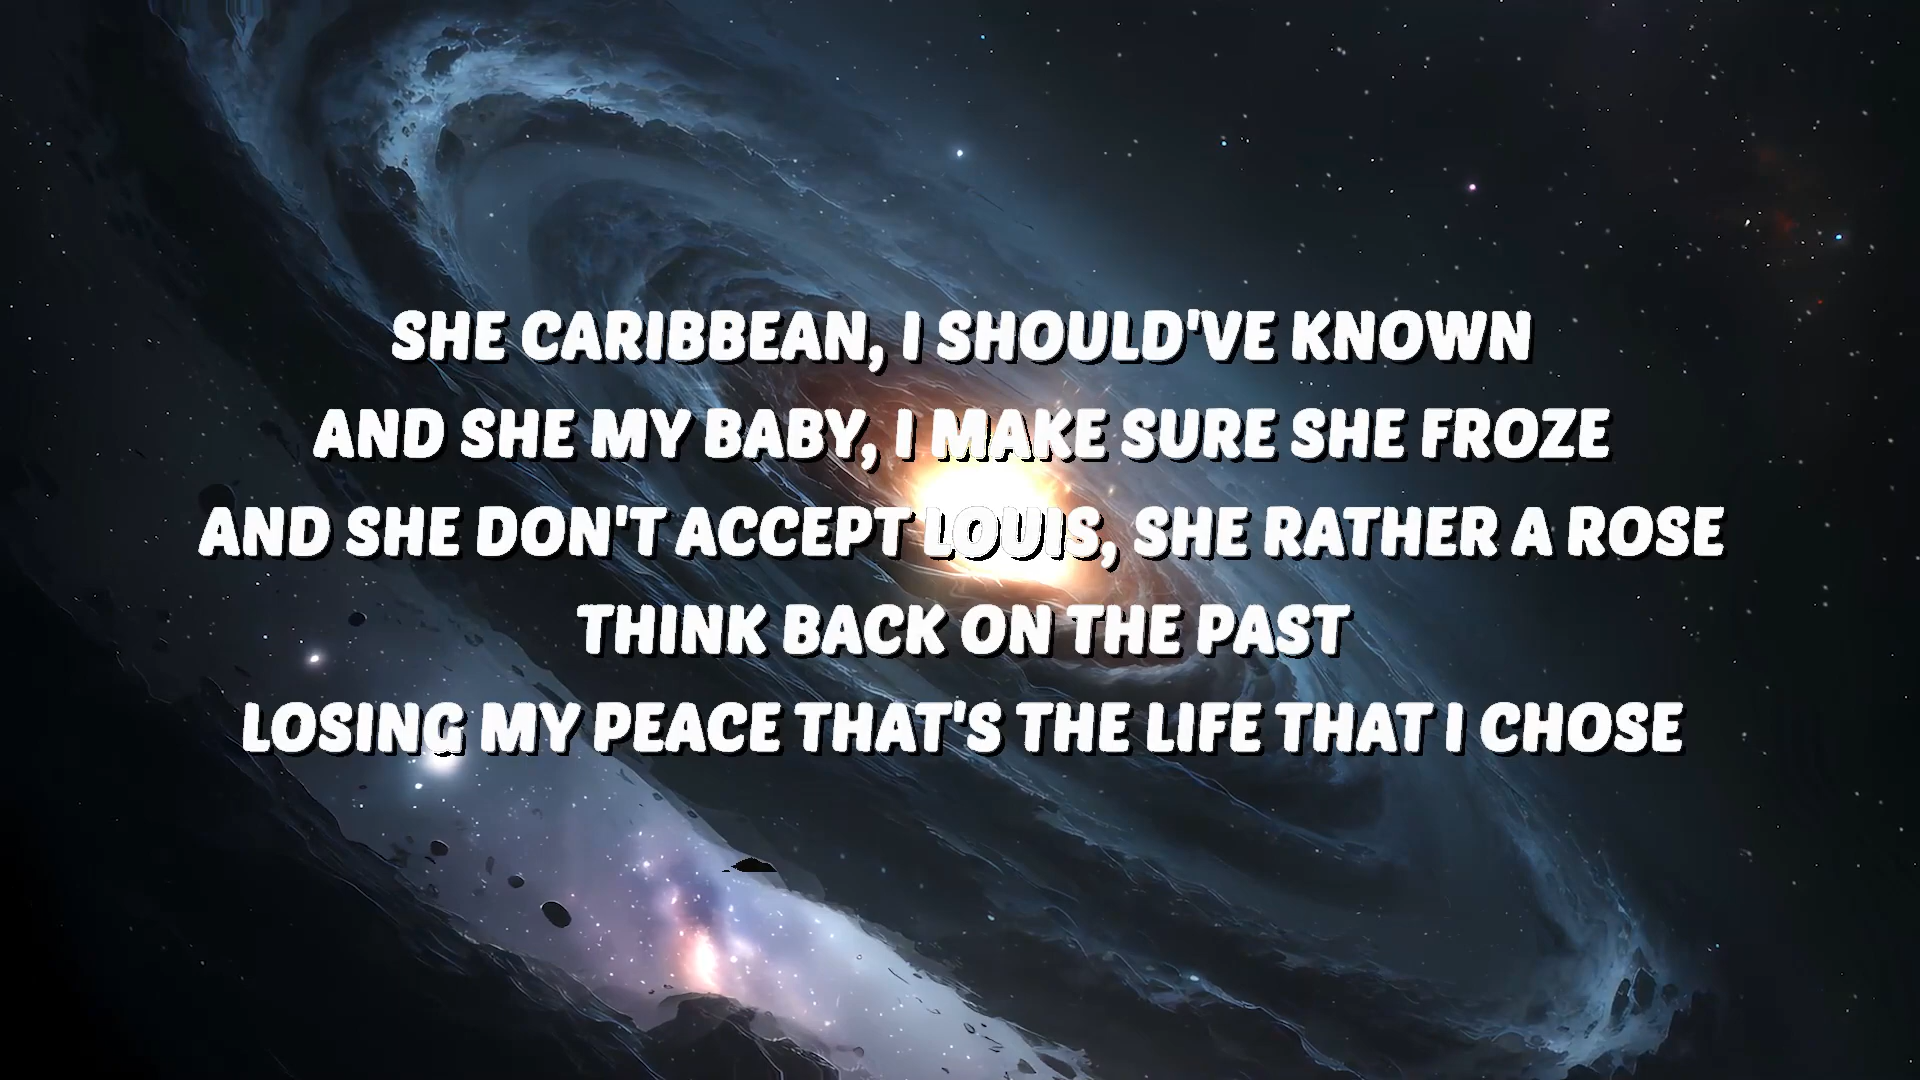 SHE CARIBBEAN, I SHOULD'VE KNOWN
AND SHE MY BABY, I MAKE SURE SHE FROZE
AND SHE DON'T ACCEPT LOUIS, SHE RATHER A ROSE
THINK BACK ON THE PAST
LOSING MY PEACE THAT'S THE LIFE THAT I CHOSE